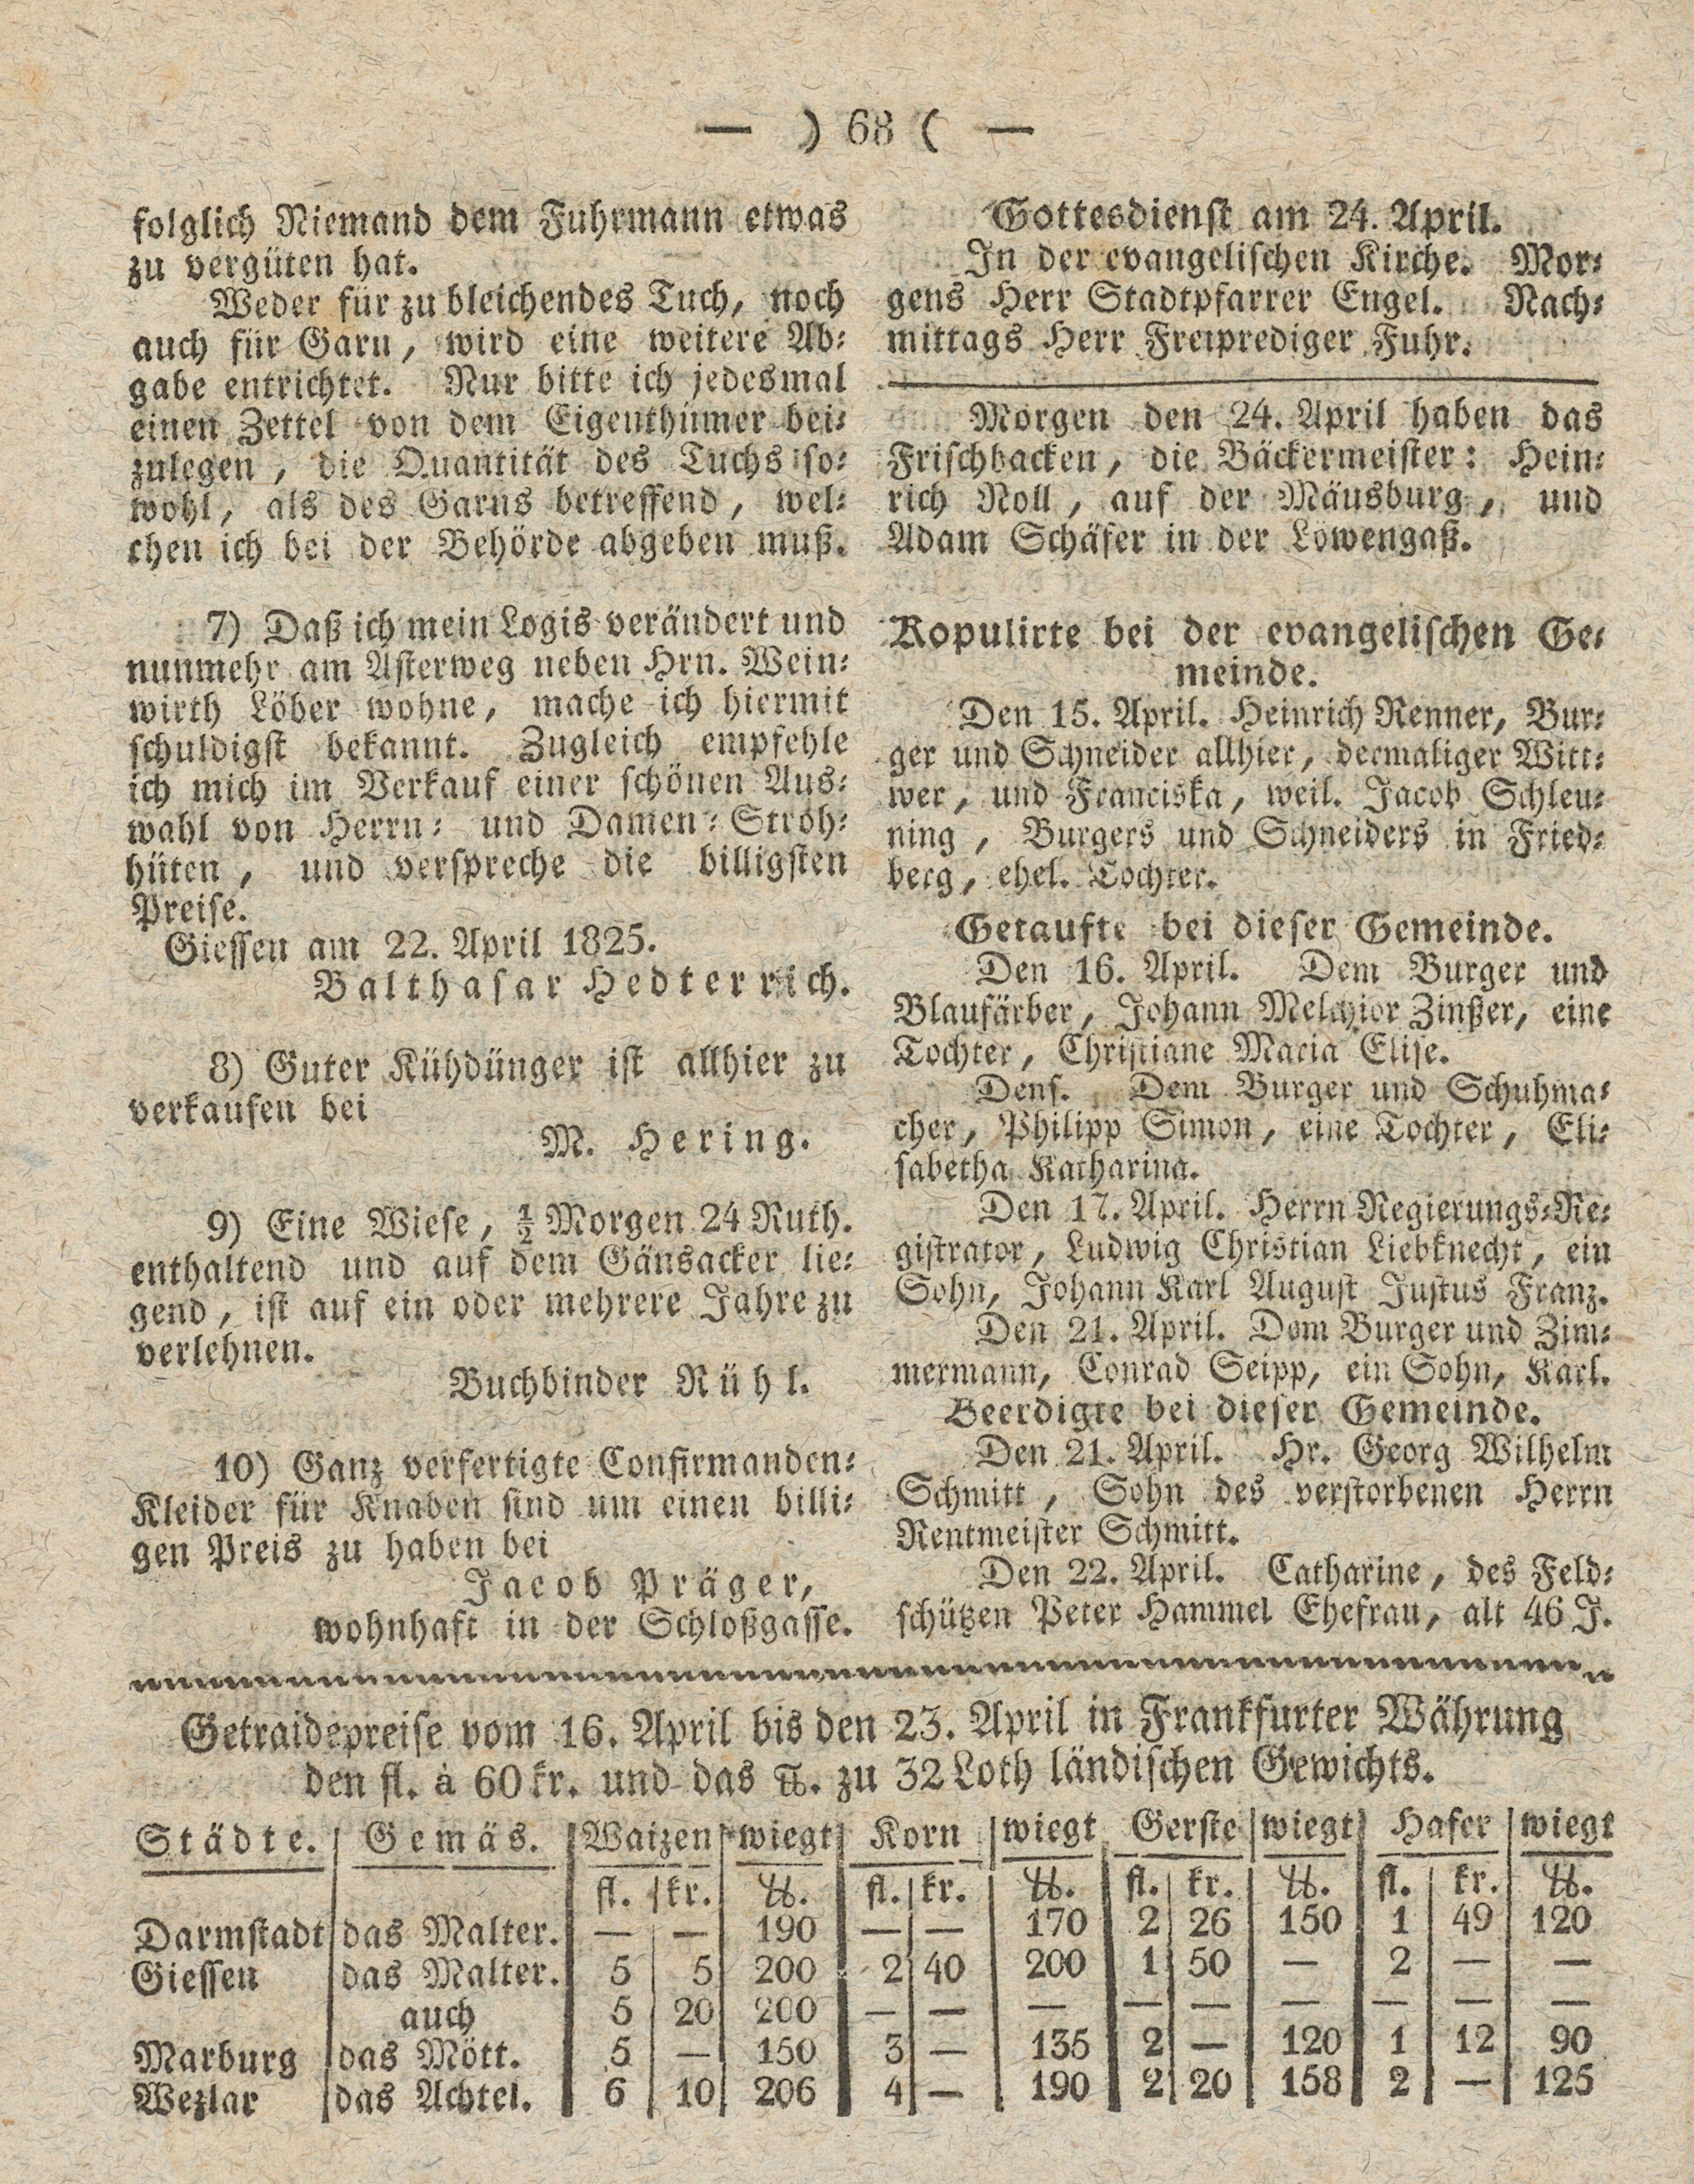 — ) 68 ( —
folglich Niemand dem Fuhrmann etwas
zu vergüten hat.
Weder für zu bleichendes Tuch, noch
auch für Garn, wird eine weitere Ab-
gabe entrichtet. Nur bitte ich jedesmal
einen Zettel von dem Eigenthümer bei-
zulegen, die Quantität des Tuchs so-
wohl, als des Garns betreffend, wel-
chen ich bei der Behörde abgeben muß.
7) Daß ich mein Logis verändert und
nunmehr am Asterweg neben Hrn. Wein-
wirth Löber wohne, mache ich hiermit
schuldigst bekannt. Zugleich empfehle
ich mich im Verkauf einer schönen Aus-
wahl von Herrn- und Damen-Stroh-
hüten, und verspreche die billigsten
Preise.
Giessen am 22. April 1825.
Balthasar Hedterrich.
8) Guter Kühdünger ist allhier zu
verkaufen bei
M. Hering.
9) Eine Wiese, ½ Morgen 24 Ruth.
enthaltend und auf dem Gänsacker lie-
gend, ist auf ein oder mehrere Jahre zu
verlehnen.
Buchbinder Rühl.
10) Ganz verfertigte Confirmanden-
Kleider für Knaben sind um einen billi-
gen Preis zu haben bei
Jacob Präger,
wohnhaft in der Schloßgasse.
Gottesdienst am 24. April.
In der evangelischen Kirche. Mor-
gens Herr Stadtpfarrer Engel. Nach-
mittags Herr Freiprediger Fuhr.
Morgen den 24. April haben das
Frischbacken, die Bäckermeister: Hein-
rich Noll, auf der Mäusburg, und
Adam Schäfer in der Löwengaß.
Kopulirte bei der evangelischen Ge-
meinde.
Den 15. April. Heinrich Renner, Bur-
ger und Schneider allhier, dermaliger Witt-
wer, und Franciska, weil. Jacob Schleu-
ning, Burgers und Schneiders in Fried-
berg, ehel. Tochter.
Getaufte bei dieser Gemeinde.
Den 16. April. Dem Burger und
Blaufärber, Johann Melchior Zinßer, eine
Tochter, Christiane Maria Elise.
Dens. Dem Burger und Schuhma-
cher, Philipp Simon, eine Tochter, Eli-
sabetha Katharina.
Den 17. April. Herrn Regierungs-Re-
gistrator, Ludwig Christian Liebknecht, ein
Sohn, Johann Karl August Justus Franz.
Den 21. April. Dem Burger und Zim-
mermann, Conrad Seipp, ein Sohn, Karl.
Beerdigte bei dieser Gemeinde.
Den 21. April. Hr. Georg Wilhelm
Schmitt, Sohn des verstorbenen Herrn
Rentmeister Schmitt.
Den 22. April. Catharine, des Feld-
schützen Peter Hammel Ehefrau, alt 46 J.
Getraidepreise vom 16. April bis den 23. April in Frankfurter Währung
den fl. à 60 kr. und das ℔. zu 32 Loth ländischen Gewichts.
Städte. Gemäs. Waizen wiegt Korn wiegt Gerste wiegt Hafer wiegt
fl. kr. ℔. fl. kr. ℔. fl. kr. ℔. fl. kr. ℔.
Darmstadt das Malter. — — 190 — — 170 2 26 150 1 49 120
Giessen das Malter. 5 5 200 2 40 200 1 50 — 2 — —
auch 5 20 200 — — — — — — — — —
Marburg das Mött. 5 — 150 3 — 135 2 — 120 1 12 90
Wezlar das Achtel. 6 10 206 4 — 190 2 20 158 2 — 125